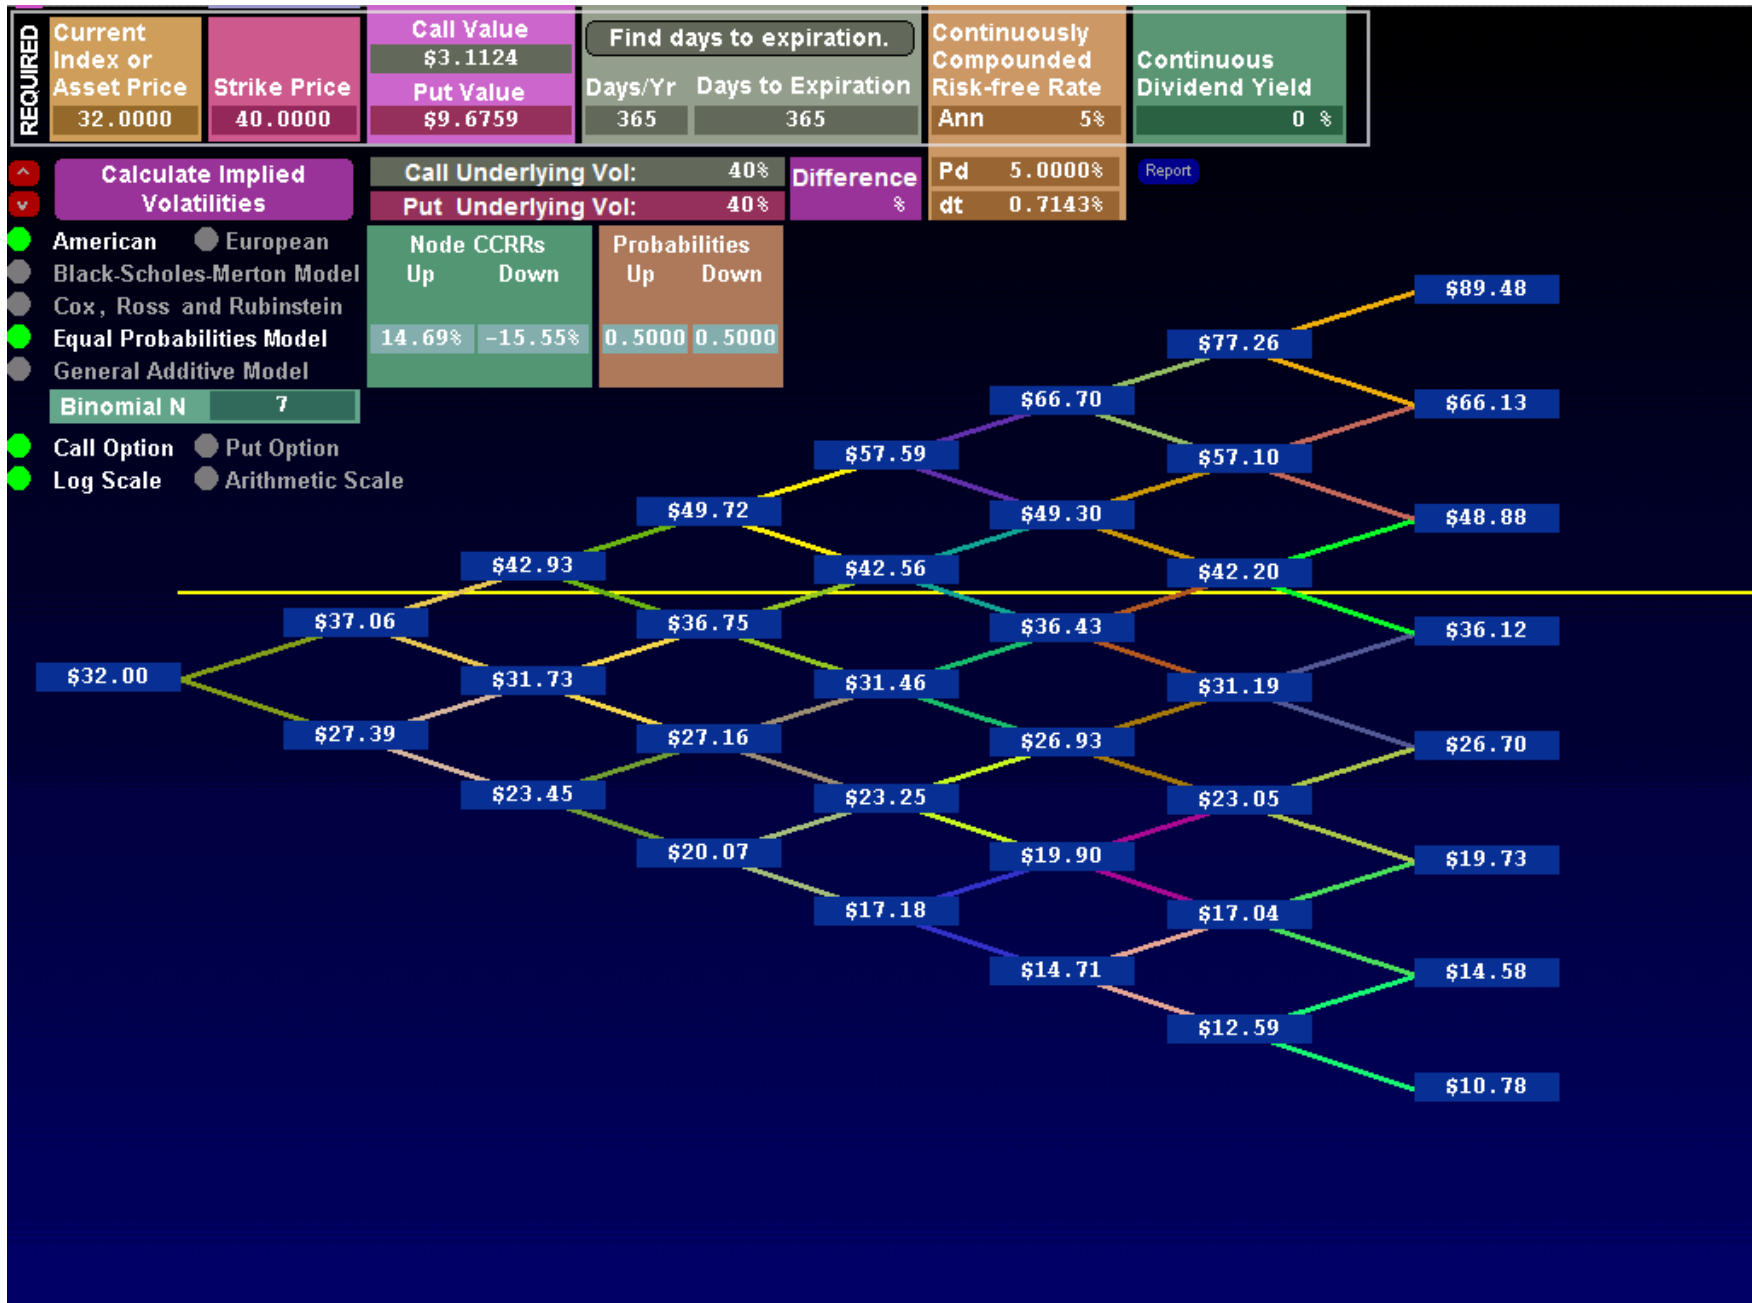 REQUIRED
Current
Index or
Asset Price
32.0000
Strike Price
40.0000
Call Value
$3.1124
Put Value
$9.6759
Find days to expiration.
Days/Yr Days to Expiration
365 365
Continuously
Compounded
Risk-free Rate
Ann 5%
Continuous
Dividend Yield
0 %
^
v
Calculate Implied
Volatilities
Call Underlying Vol: 40%
Put Underlying Vol: 40%
Difference
%
Pd 5.0000%
dt 0.7143%
Report
American European
Black-Scholes-Merton Model
Cox, Ross and Rubinstein
Equal Probabilities Model
General Additive Model
Binomial N 7
Call Option Put Option
Log Scale Arithmetic Scale
Node CCRRs
Up Down
14.69% -15.55%
Probabilities
Up Down
0.5000 0.5000
$32.00
$37.06
$27.39
$42.93
$31.73
$23.45
$49.72
$36.75
$27.16
$20.07
$57.59
$42.56
$31.46
$23.25
$17.18
$66.70
$49.30
$36.43
$26.93
$19.90
$14.71
$77.26
$57.10
$42.20
$31.19
$23.05
$17.04
$12.59
$89.48
$66.13
$48.88
$36.12
$26.70
$19.73
$14.58
$10.78